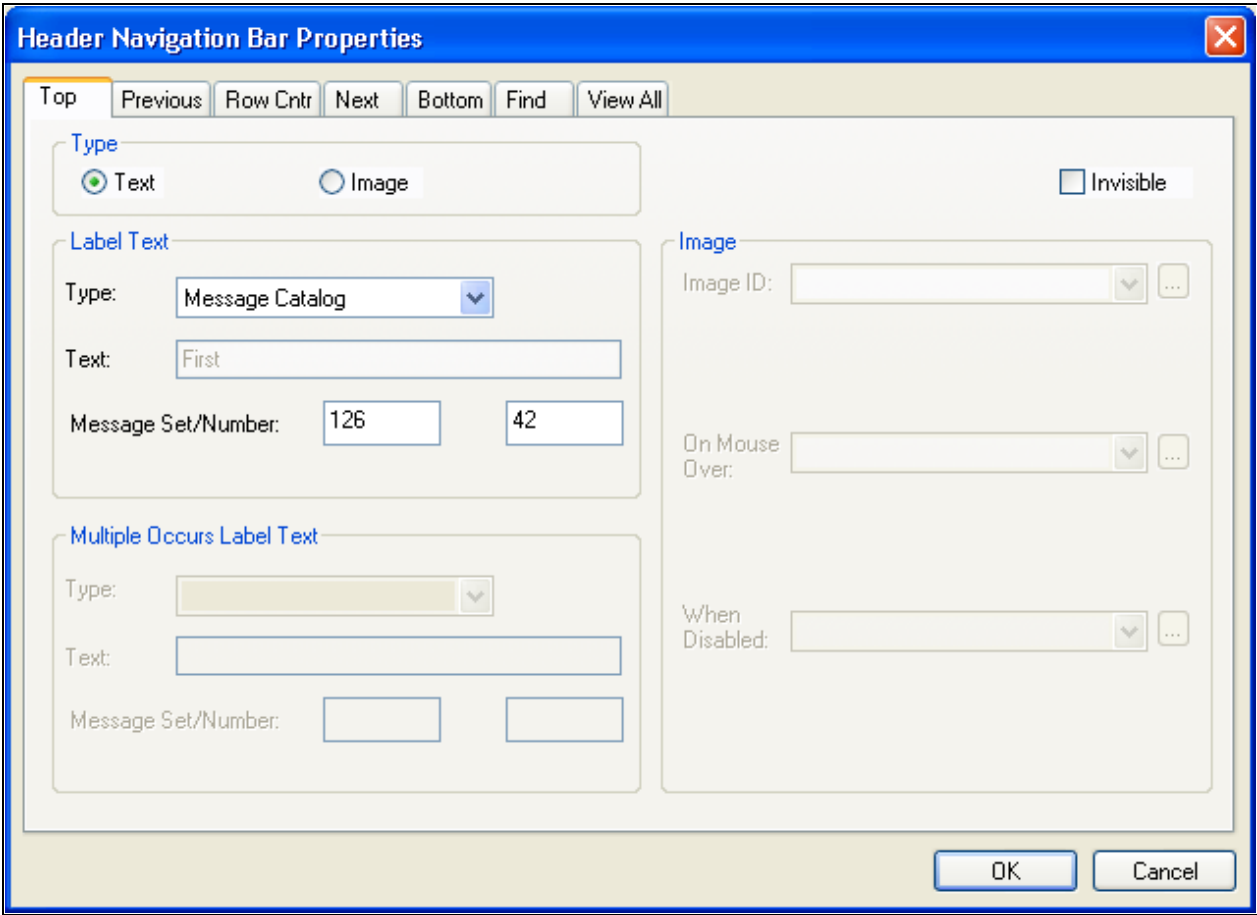 Header Navigation Bar Properties
Top Previous Row Cntr Next Bottom Find View All
Type
Text Image Invisible
Label Text
Type: Message Catalog
Text: First
Message Set/Number: 126 42
Image
Image ID: ...
On Mouse
Over: ...
When
Disabled: ...
Multiple Occurs Label Text
Type:
Text:
Message Set/Number:
OK Cancel